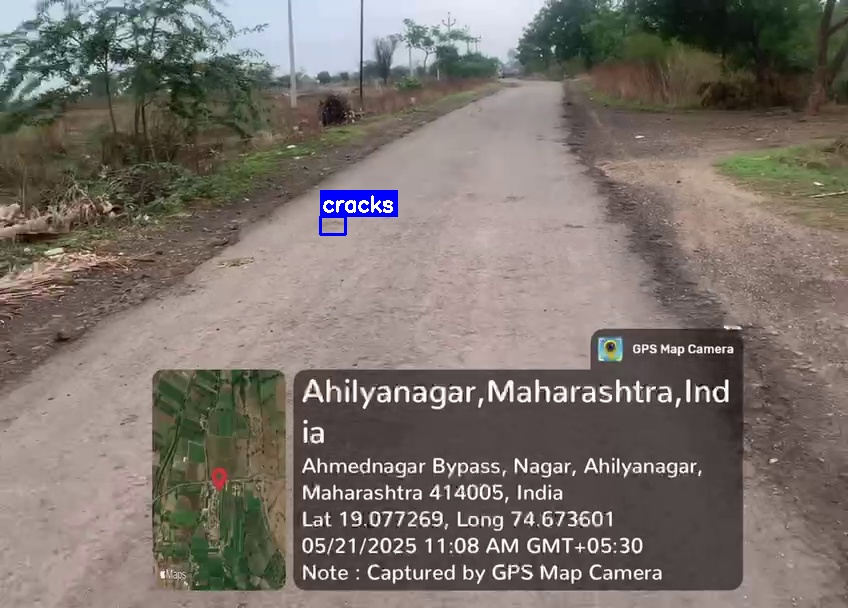 cracks
GPS Map Camera
Ahilyanagar,Maharashtra,Ind
ia
Ahmednagar Bypass, Nagar, Ahilyanagar,
Maharashtra 414005, India
Lat 19.077269, Long 74.673601
05/21/2025 11:08 AM GMT+05:30
Note : Captured by GPS Map Camera
Maps